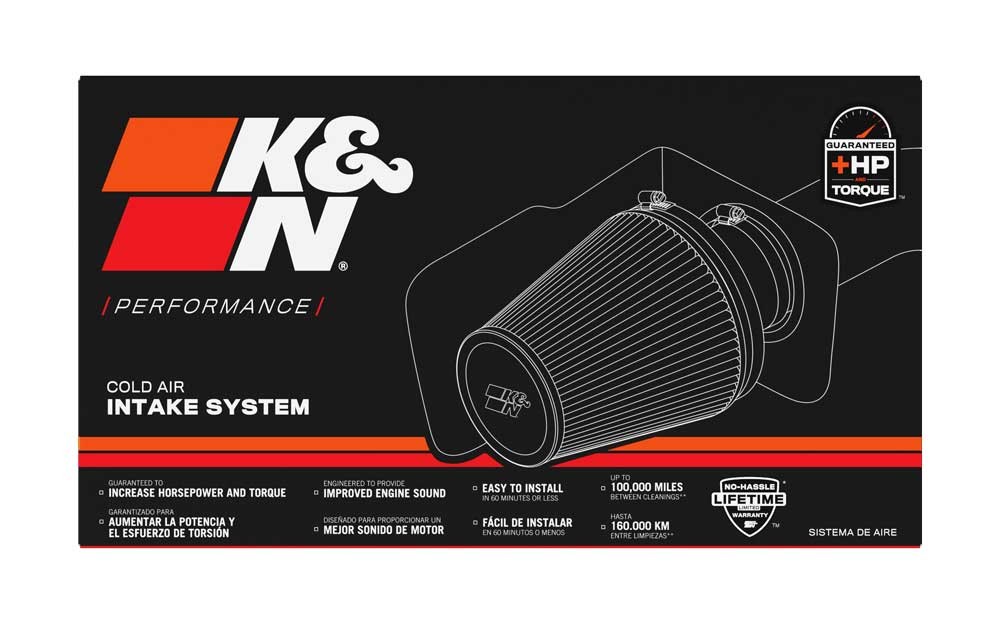 K&
N®
/PERFORMANCE/
COLD AIR
INTAKE SYSTEM
GUARANTEED
+HP
AND
TORQUE™
K&
N
GUARANTEED TO
INCREASE HORSEPOWER AND TORQUE
GARANTIZADO PARA
AUMENTAR LA POTENCIA Y
EL ESFUERZO DE TORSIÓN
ENGINEERED TO PROVIDE
IMPROVED ENGINE SOUND
DISEÑADO PARA PROPORCIONAR UN
MEJOR SONIDO DE MOTOR
EASY TO INSTALL
IN 60 MINUTES OR LESS
FÁCIL DE INSTALAR
EN 60 MINUTOS O MENOS
UP TO
100,000 MILES
BETWEEN CLEANINGS**
HASTA
160.000 KM
ENTRE LIMPIEZAS**
NO-HASSLE*
LIFETIME
LIMITED
WARRANTY
K&N
™
SISTEMA DE AIRE